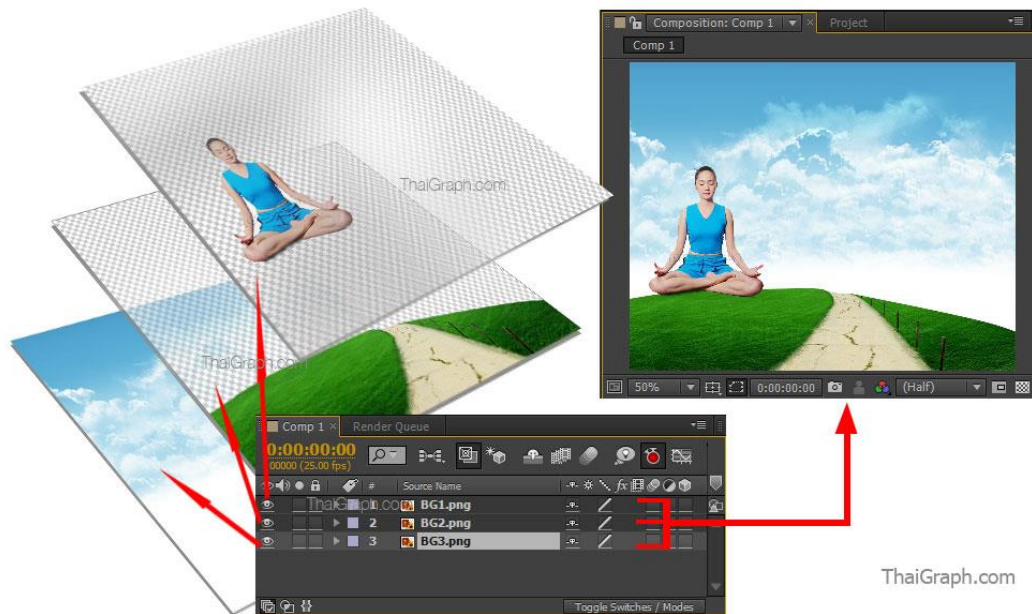 Composition: Comp 1
Project
Comp 1
ThaiGraph.com
ThaiGraph.com
50%
0:00:00:00
(Half)
Comp 1
Render Queue
0:00:00:00
00000 (25.00 fps)
# Source Name
fx
ThaiGraph.com
1 BG1.png
2 BG2.png
3 BG3.png
Toggle Switches / Modes
ThaiGraph.com